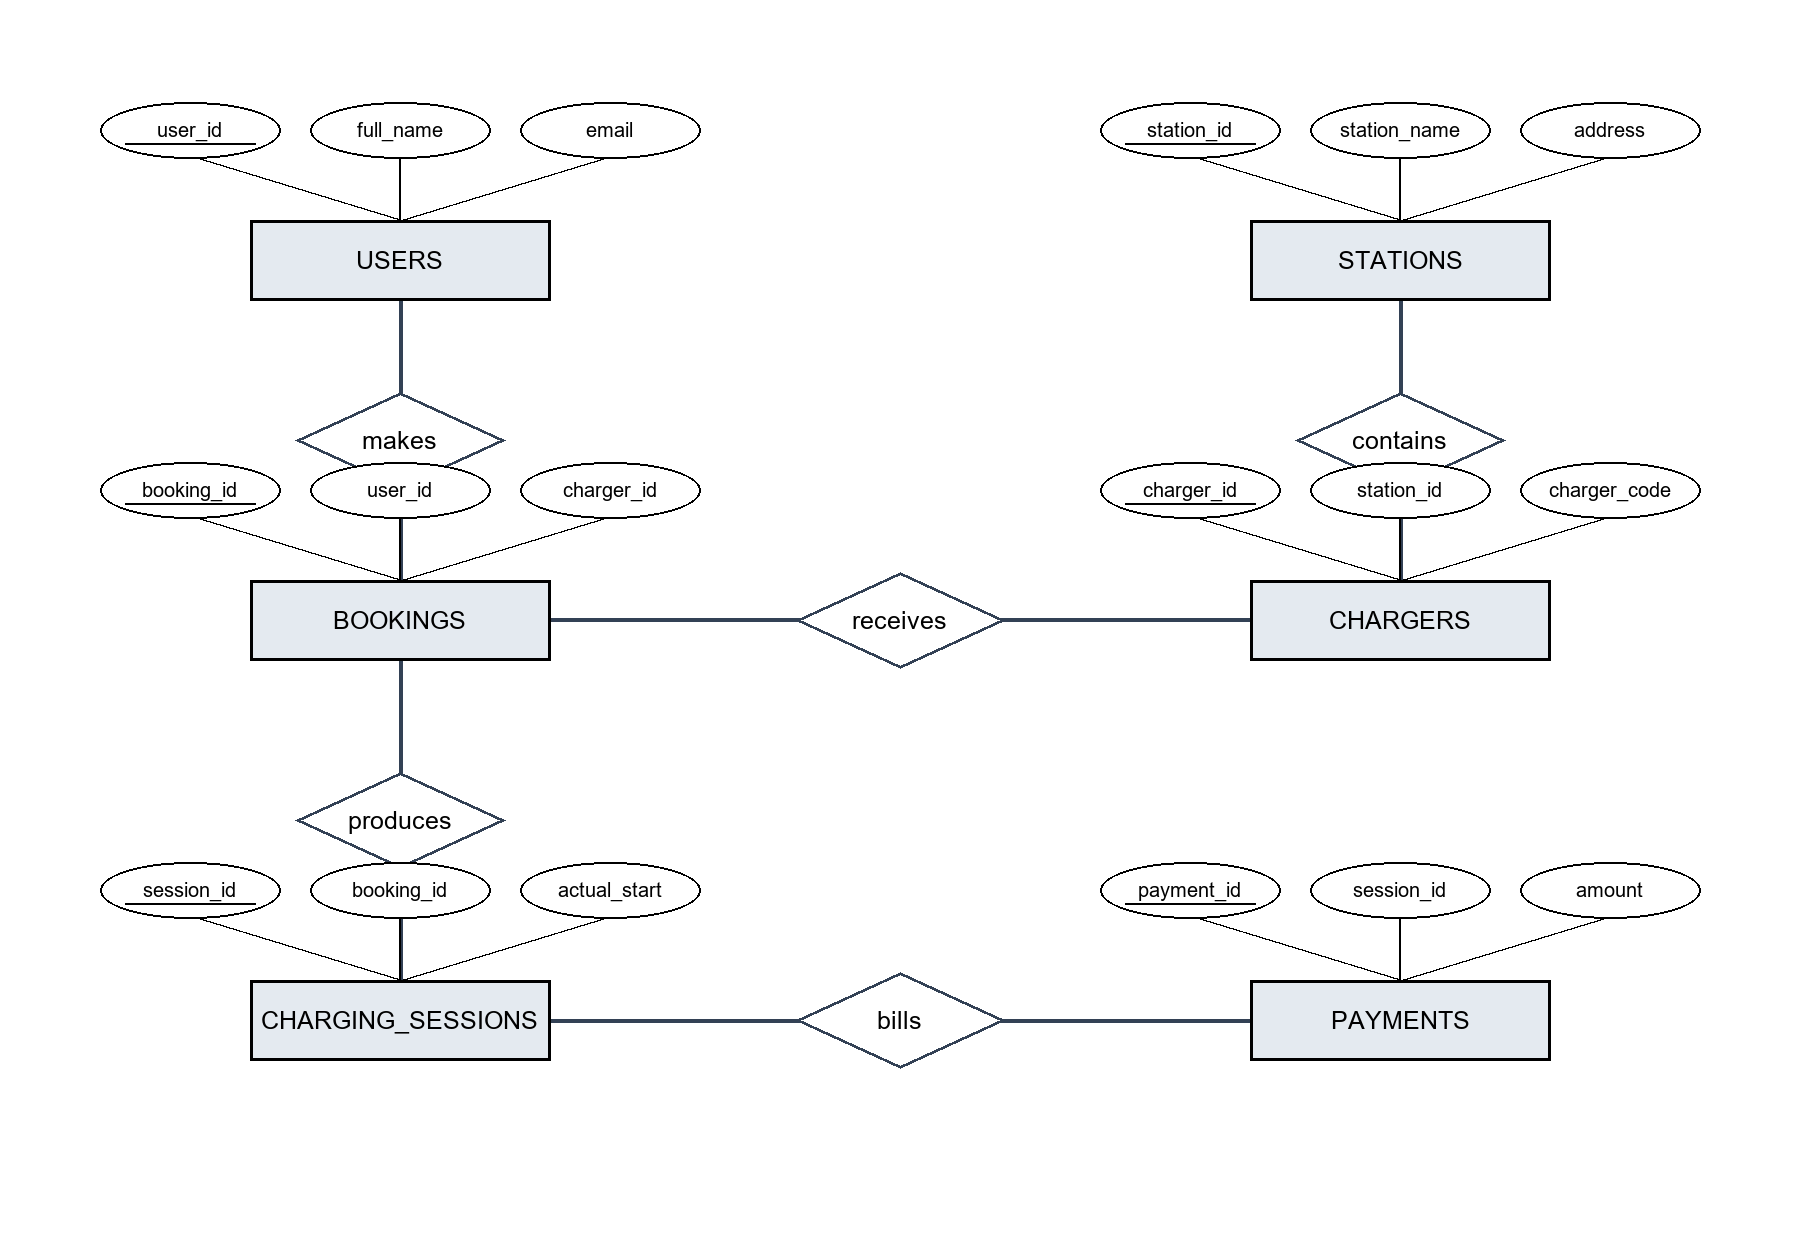 user_id full_name email
station_id station_name address
USERS
STATIONS
makes
contains
booking_id user_id charger_id
charger_id station_id charger_code
BOOKINGS
receives
CHARGERS
produces
session_id booking_id actual_start
payment_id session_id amount
CHARGING_SESSIONS
bills
PAYMENTS